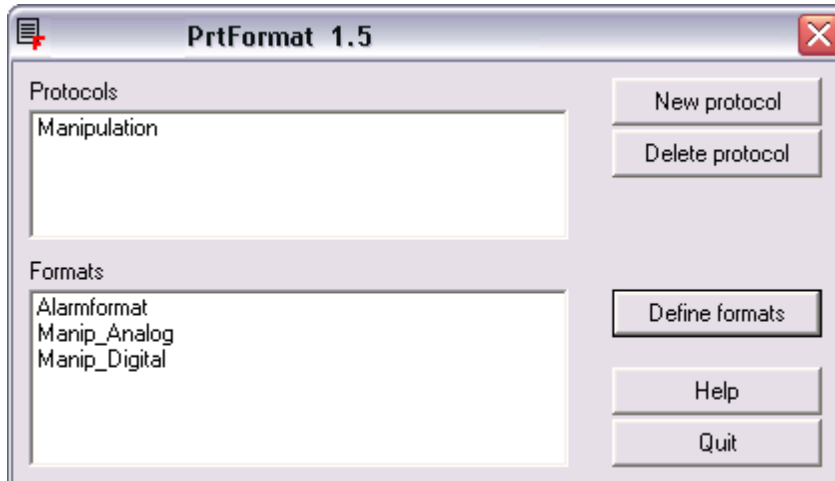 PrtFormat 1.5
Protocols
Manipulation
New protocol
Delete protocol
Formats
Alarmformat
Manip_Analog
Manip_Digital
Define formats
Help
Quit